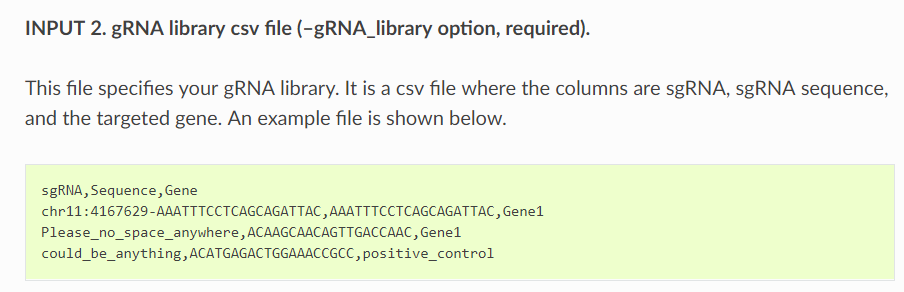 INPUT 2. gRNA library csv file (–gRNA_library option, required).
This file specifies your gRNA library. It is a csv file where the columns are sgRNA, sgRNA sequence,
and the targeted gene. An example file is shown below.
sgRNA,Sequence,Gene
chr11:4167629-AAATTTCCTCAGCAGATTAC,AAATTTCCTCAGCAGATTAC,Gene1
Please_no_space_anywhere,ACAAGCAACAGTTGACCAAC,Gene1
could_be_anything,ACATGAGACTGGAAACCGCC,positive_control